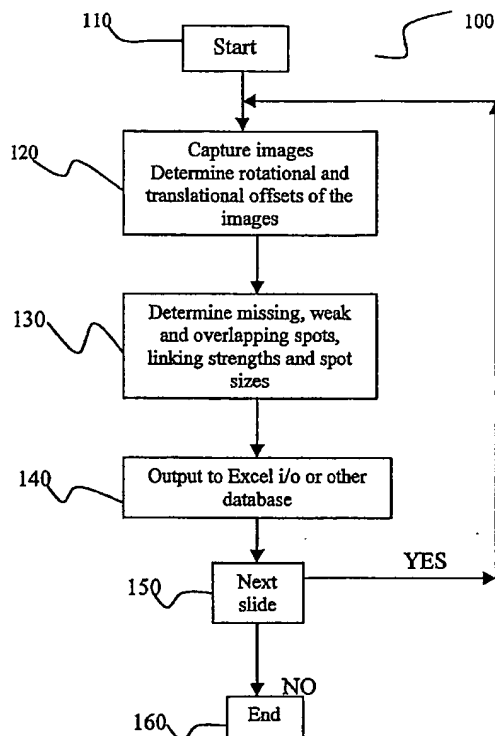 110
Start
100
120
Capture images
Determine rotational and
translational offsets of the
images
130
Determine missing, weak
and overlapping spots,
linking strengths and spot
sizes
140
Output to Excel i/o or other
database
YES
150
Next
slide
NO
160
End